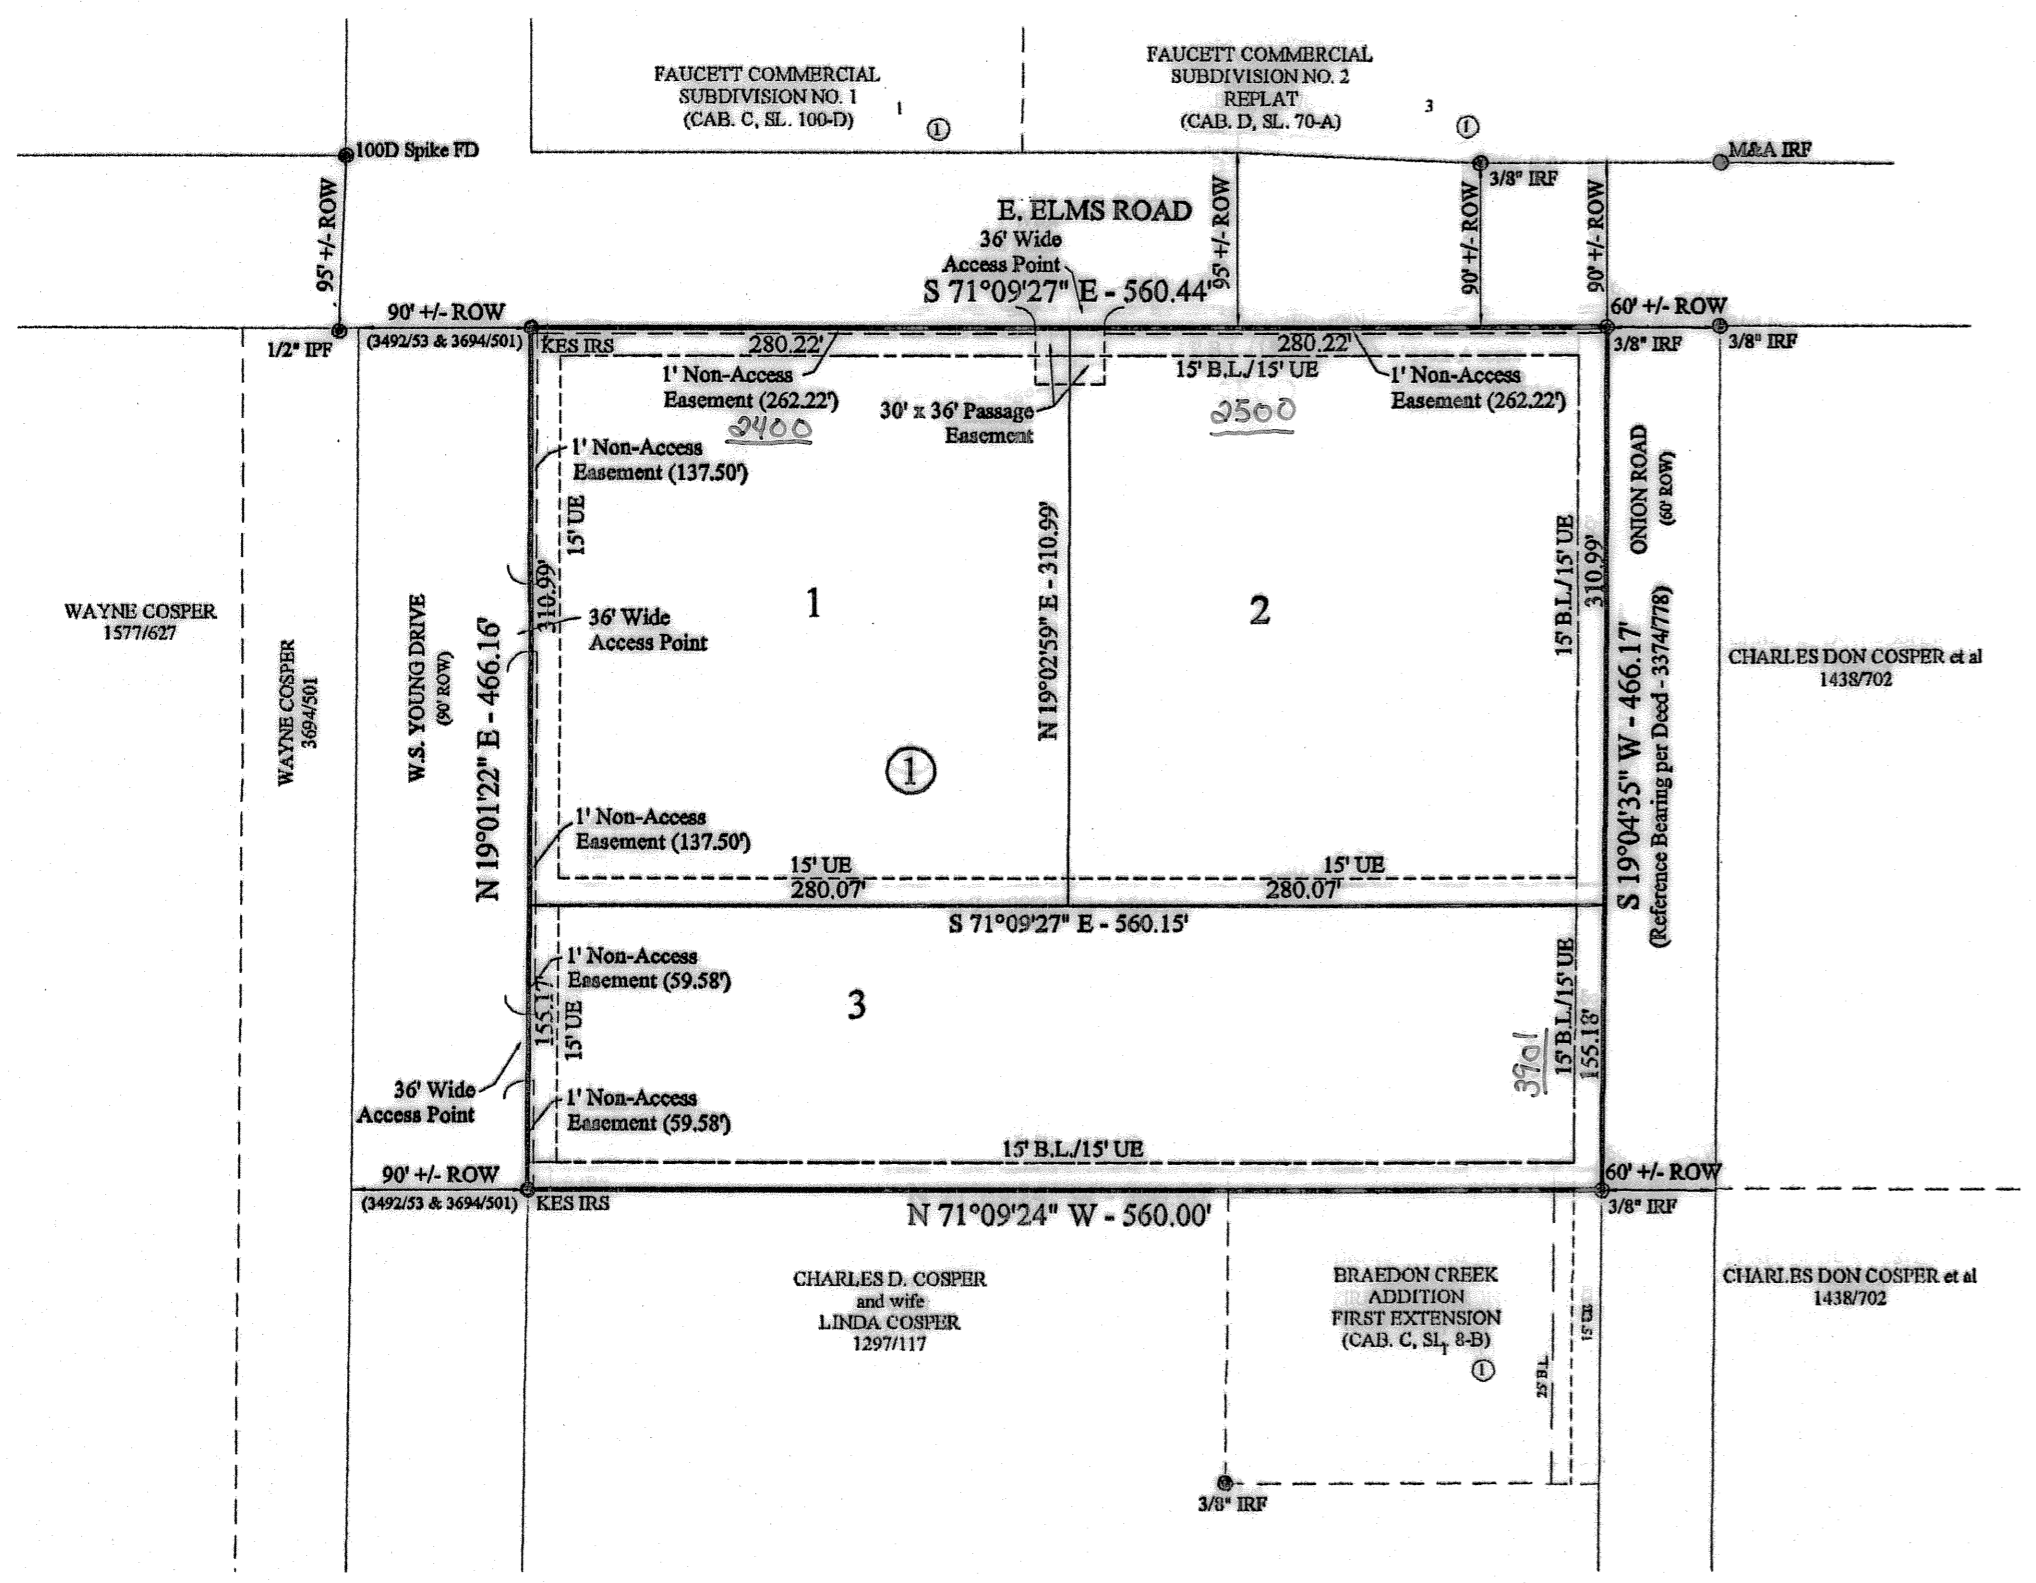 FAUCETT COMMERCIAL
SUBDIVISION NO. 1
(CAB. C, SL. 100-D)
1
1
FAUCETT COMMERCIAL
SUBDIVISION NO. 2
REPLAT
(CAB. D, SL. 70-A)
3
1
100D Spike FD
M&A IRF
3/8" IRF
95' +/- ROW
E. ELMS ROAD
95' +/- ROW
90' +/- ROW
90' +/- ROW
36' Wide
Access Point
S 71°09'27" E - 560.44'
90' +/- ROW
(3492/53 & 3694/501)
1/2" IPF
KES IRS
60' +/- ROW
3/8" IRF
3/8" IRF
280.22'
280.22'
15' B.L./15' UE
1' Non-Access
Easement (262.22')
2400
30' x 36' Passage
Easement
2500
1' Non-Access
Easement (262.22')
1' Non-Access
Easement (137.50')
15' UE
310.99'
36' Wide
Access Point
1
N 19°02'59" E - 310.99'
2
15' B.L./15' UE
310.99'
ONION ROAD
(60' ROW)
WAYNE COSPER
1577/627
WAYNE COSPER
3694/501
W.S. YOUNG DRIVE
(90' ROW)
N 19°01'22" E - 466.16'
S 19°04'35" W - 466.17'
(Reference Bearing per Deed - 3374/778)
CHARLES DON COSPER et al
1438/702
1
1' Non-Access
Easement (137.50')
15' UE
280.07'
15' UE
280.07'
S 71°09'27" E - 560.15'
1' Non-Access
Easement (59.58')
155.17'
15' UE
3
3901
15' B.L./15' UE
155.18'
36' Wide
Access Point
1' Non-Access
Easement (59.58')
15' B.L./15' UE
90' +/- ROW
(3492/53 & 3694/501)
KES IRS
N 71°09'24" W - 560.00'
60' +/- ROW
3/8" IRF
CHARLES D. COSPER
and wife
LINDA COSPER
1297/117
BRAEDON CREEK
ADDITION
FIRST EXTENSION
(CAB. C, SL. 8-B)
1
1
25' B.L.
15' UE
CHARLES DON COSPER et al
1438/702
3/8" IRF